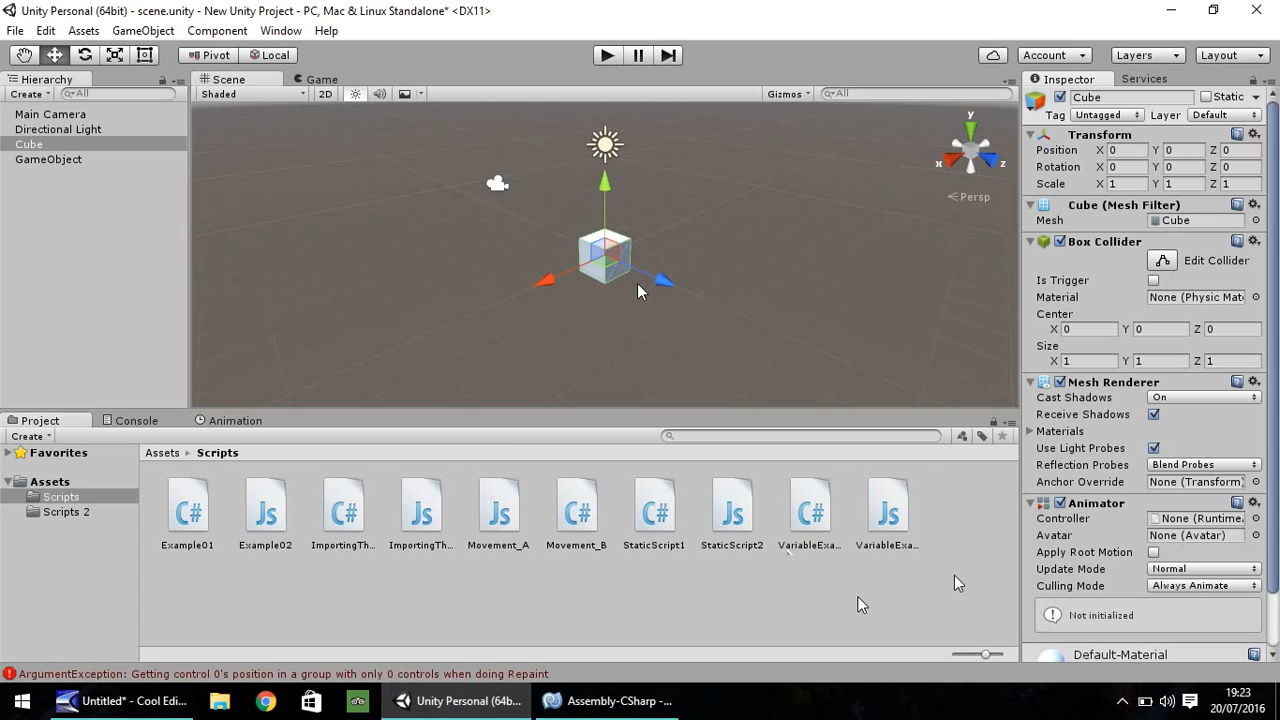 Unity Personal (64bit) - scene.unity - New Unity Project - PC, Mac & Linux Standalone* <DX11>
File Edit Assets GameObject Component Window Help
Pivot Local Account Layers Layout
Hierarchy Scene Game Inspector Services
Create All Shaded 2D Gizmos All Cube Static
Main Camera
Directional Light
Cube
GameObject
y
x z
Persp
Tag Untagged Layer Default
Transform
Position X 0 Y 0 Z 0
Rotation X 0 Y 0 Z 0
Scale X 1 Y 1 Z 1
Cube (Mesh Filter)
Mesh Cube
Box Collider
Edit Collider
Is Trigger
Material None (Physic Mat
Center
X 0 Y 0 Z 0
Size
X 1 Y 1 Z 1
Mesh Renderer
Cast Shadows On
Receive Shadows
Materials
Use Light Probes
Reflection Probes Blend Probes
Anchor Override None (Transform)
Animator
Controller None (Runtime.
Avatar None (Avatar)
Apply Root Motion
Update Mode Normal
Culling Mode Always Animate
Not initialized
Default-Material
Project Console Animation
Create
Favorites Assets Scripts
Assets
Scripts
Scripts 2
C# Js C# Js Js C# C# Js C# Js
Example01 Example02 ImportingTh... ImportingTh... Movement_A Movement_B StaticScript1 StaticScript2 VariableExa... VariableExa...
ArgumentException: Getting control 0's position in a group with only 0 controls when doing Repaint
Untitled* - Cool Edi... Unity Personal (64b... Assembly-CSharp - ...
19:23
20/07/2016